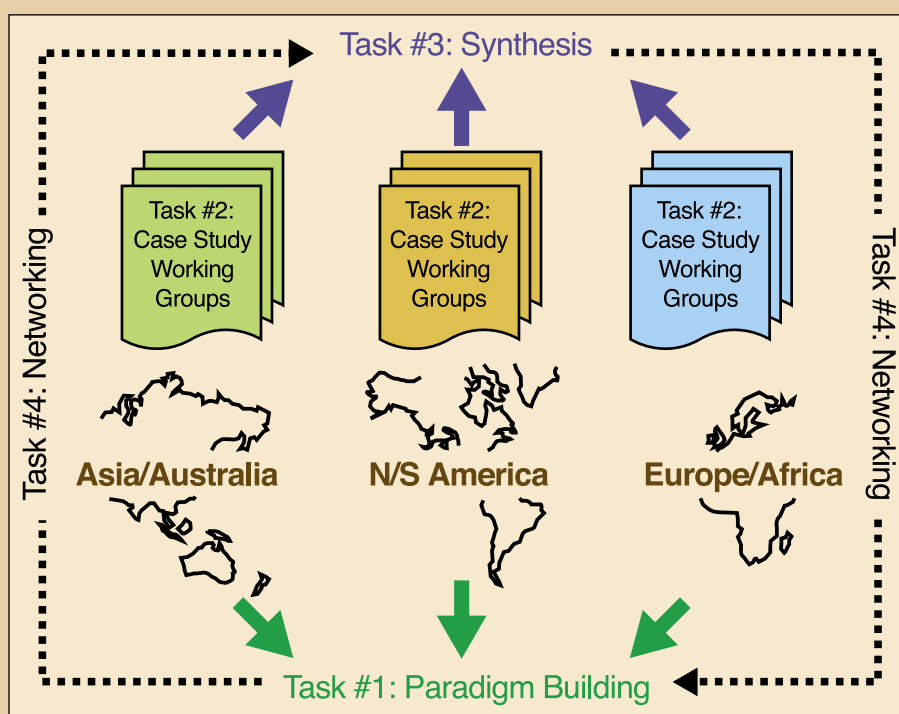 Task #3: Synthesis
Task #4: Networking
Task #2:
Case Study
Working
Groups
Task #2:
Case Study
Working
Groups
Task #2:
Case Study
Working
Groups
Task #4: Networking
Asia/Australia
N/S America
Europe/Africa
Task #1: Paradigm Building